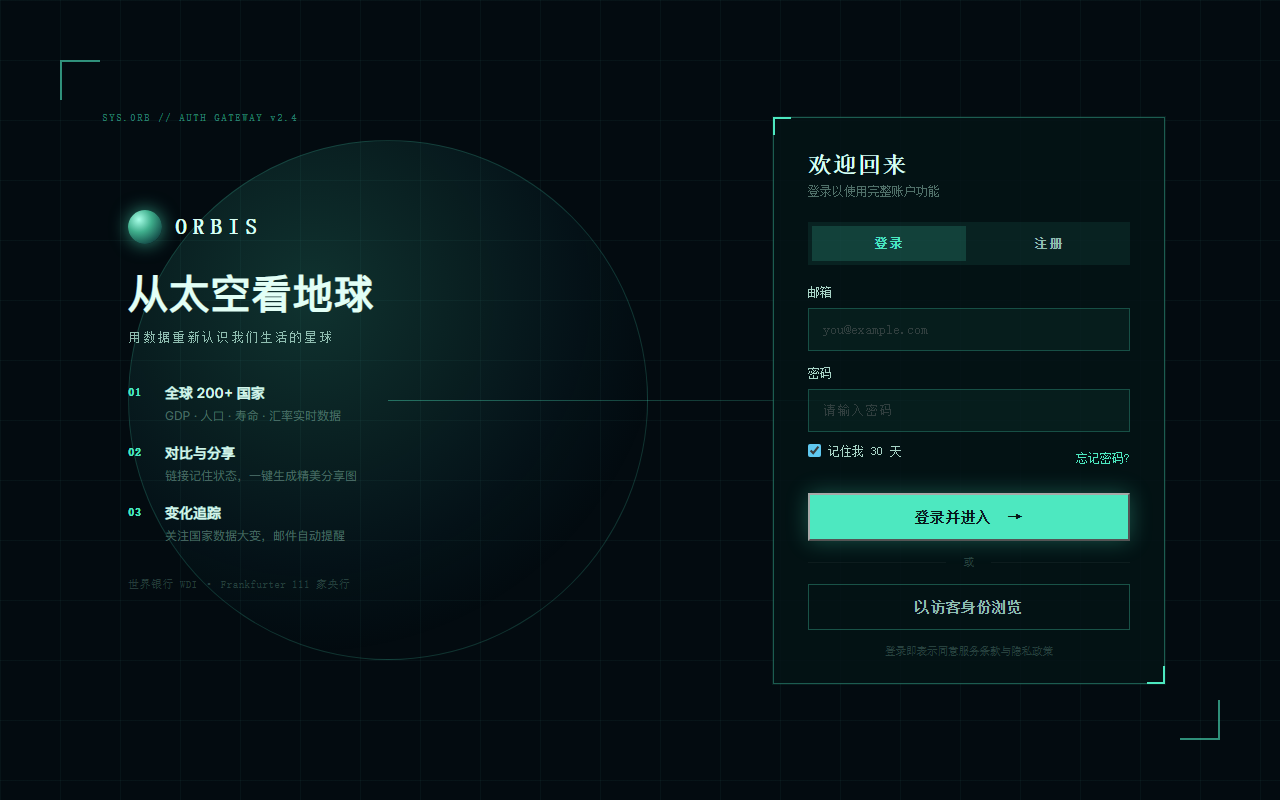 SYS.ORB // AUTH GATEWAY v2.4
ORBIS
从太空看地球
用数据重新认识我们生活的星球
01 全球 200+ 国家
GDP · 人口 · 寿命 · 汇率实时数据
02 对比与分享
链接记住状态，一键生成精美分享图
03 变化追踪
关注国家数据大变，邮件自动提醒
世界银行 WDI · Frankfurter 111 家央行
欢迎回来
登录以使用完整账户功能
登录 注册
邮箱
you@example.com
密码
请输入密码
记住我 30 天
忘记密码?
登录并进入 →
或
以访客身份浏览
登录即表示同意服务条款与隐私政策